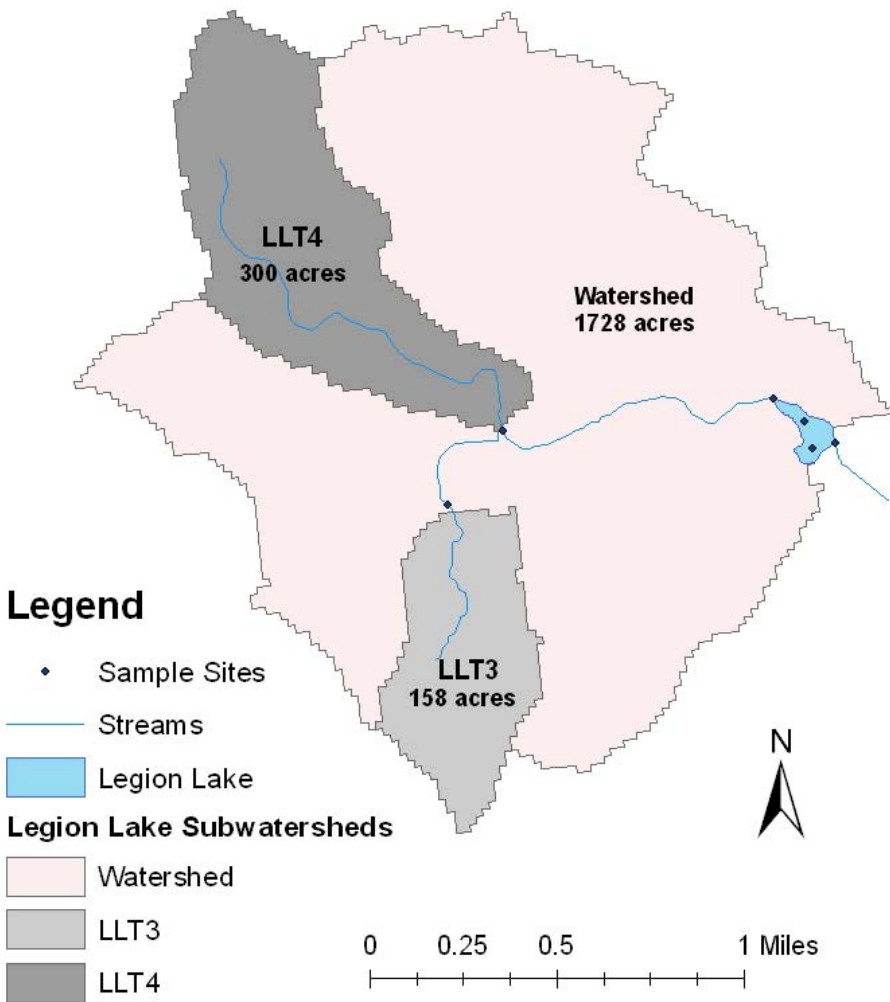 LLT4
300 acres
Watershed
1728 acres
LLT3
158 acres
Legend
Sample Sites
Streams
Legion Lake
Legion Lake Subwatersheds
Watershed
LLT3
LLT4
N
0 0.25 0.5 1 Miles